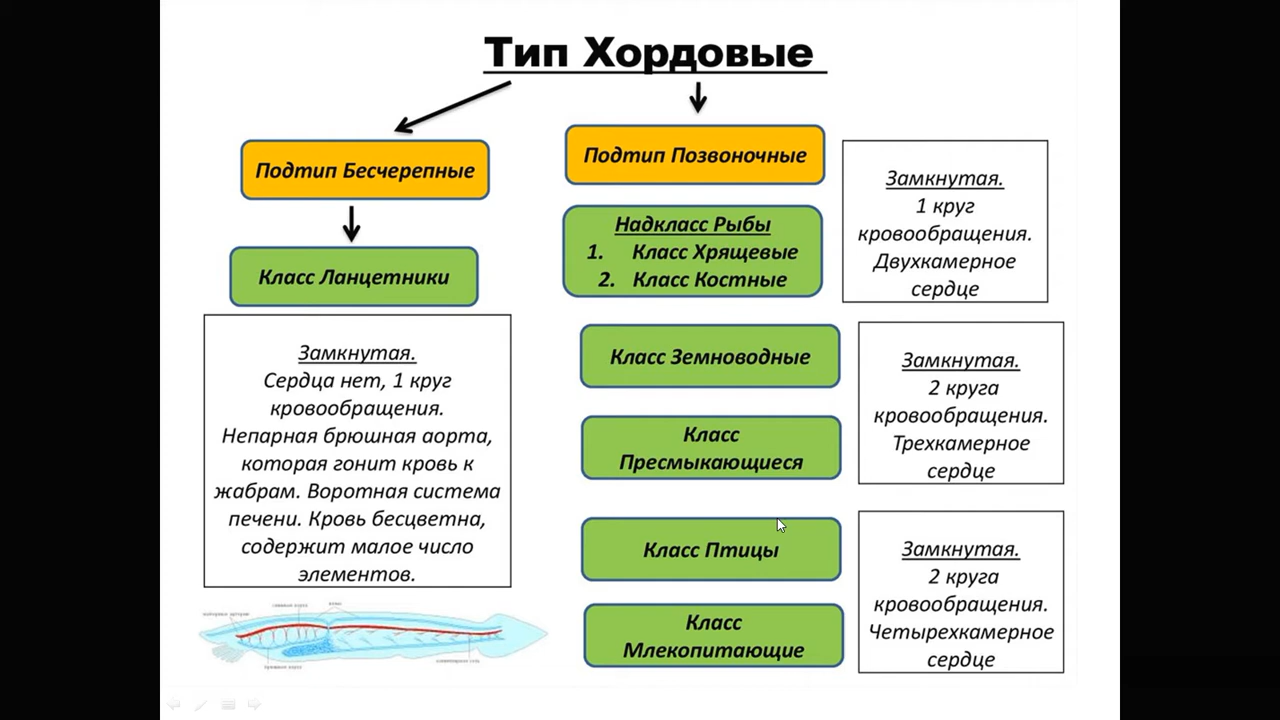 Тип Хордовые
Подтип Бесчерепные
Класс Ланцетники
Замкнутая.
Сердца нет, 1 круг
кровообращения.
Непарная брюшная аорта,
которая гонит кровь к
жабрам. Воротная система
печени. Кровь бесцветна,
содержит малое число
элементов.
Подтип Позвоночные
Надкласс Рыбы
1. Класс Хрящевые
2. Класс Костные
Замкнутая.
1 круг
кровообращения.
Двухкамерное
сердце
Класс Земноводные
Класс
Пресмыкающиеся
Замкнутая.
2 круга
кровообращения.
Трехкамерное
сердце
Класс Птицы
Класс
Млекопитающие
Замкнутая.
2 круга
кровообращения.
Четырехкамерное
сердце